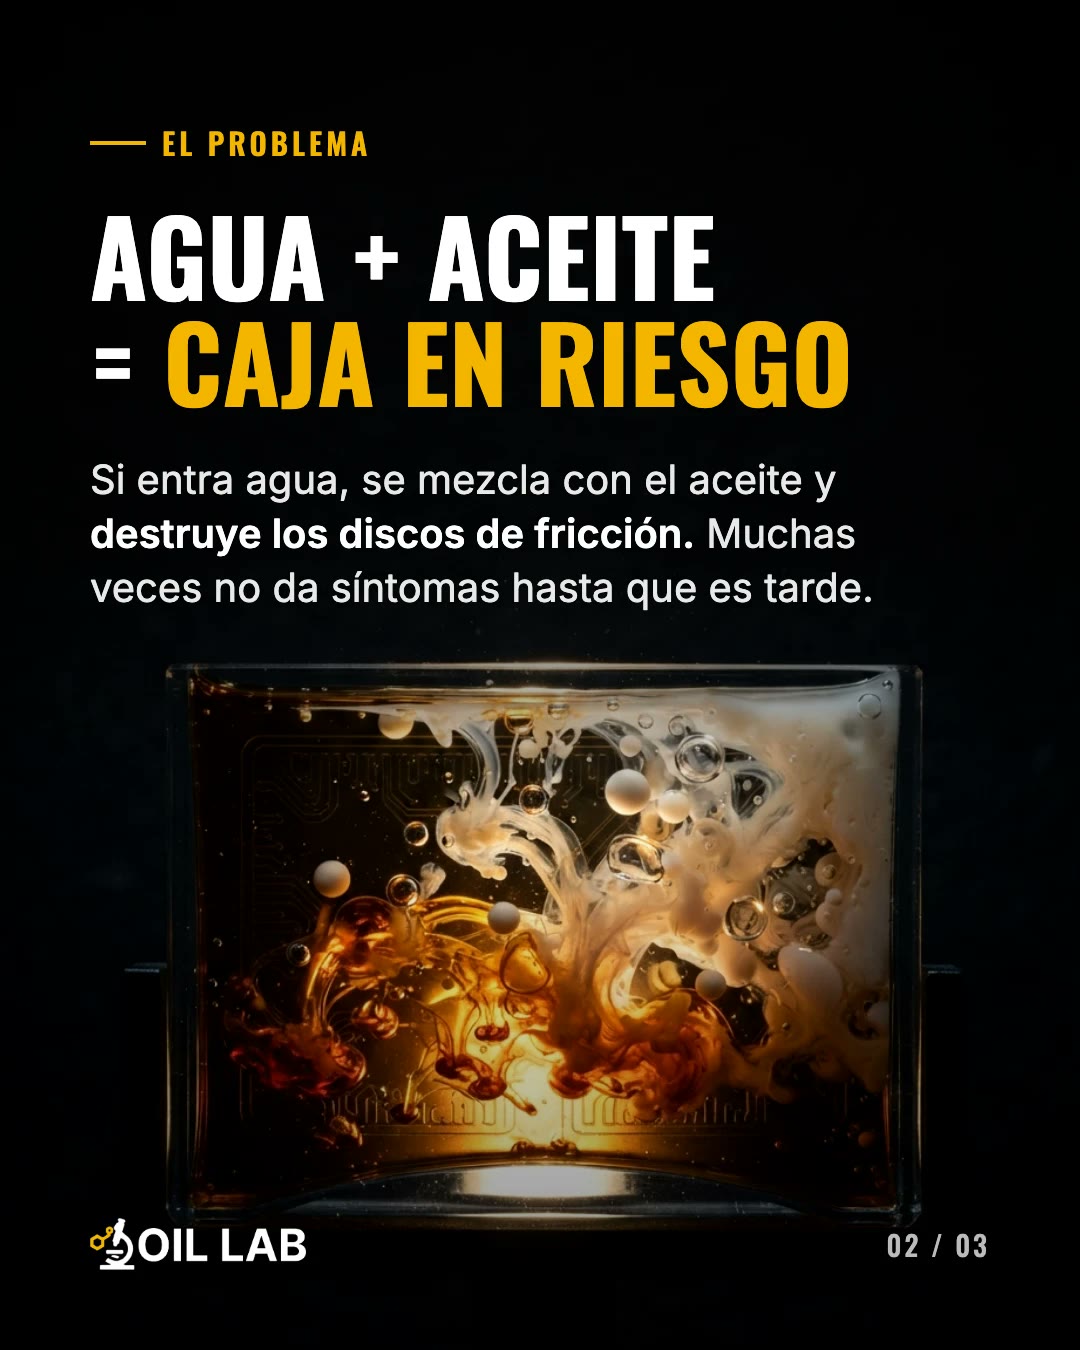 EL PROBLEMA
AGUA + ACEITE
= CAJA EN RIESGO
Si entra agua, se mezcla con el aceite y
destruye los discos de fricción. Muchas
veces no da síntomas hasta que es tarde.
OIL LAB
02 / 03